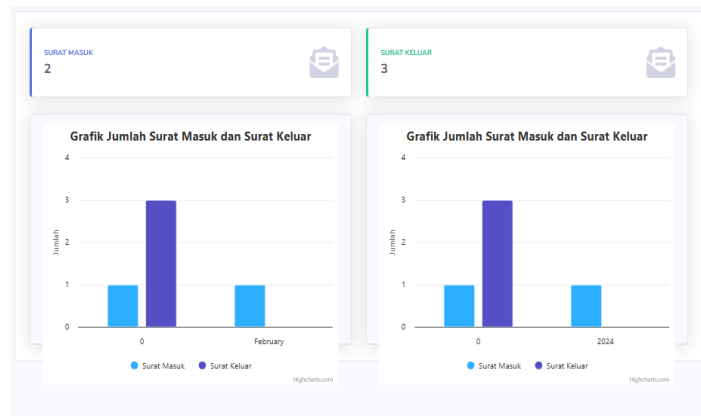 SURAT MASUK
2
SURAT KELUAR
3
Grafik Jumlah Surat Masuk dan Surat Keluar
4
3
2
1
0
Jumlah
0
February
Surat Masuk
Surat Keluar
Highcharts.com
Grafik Jumlah Surat Masuk dan Surat Keluar
4
3
2
1
0
Jumlah
0
2024
Surat Masuk
Surat Keluar
Highcharts.com